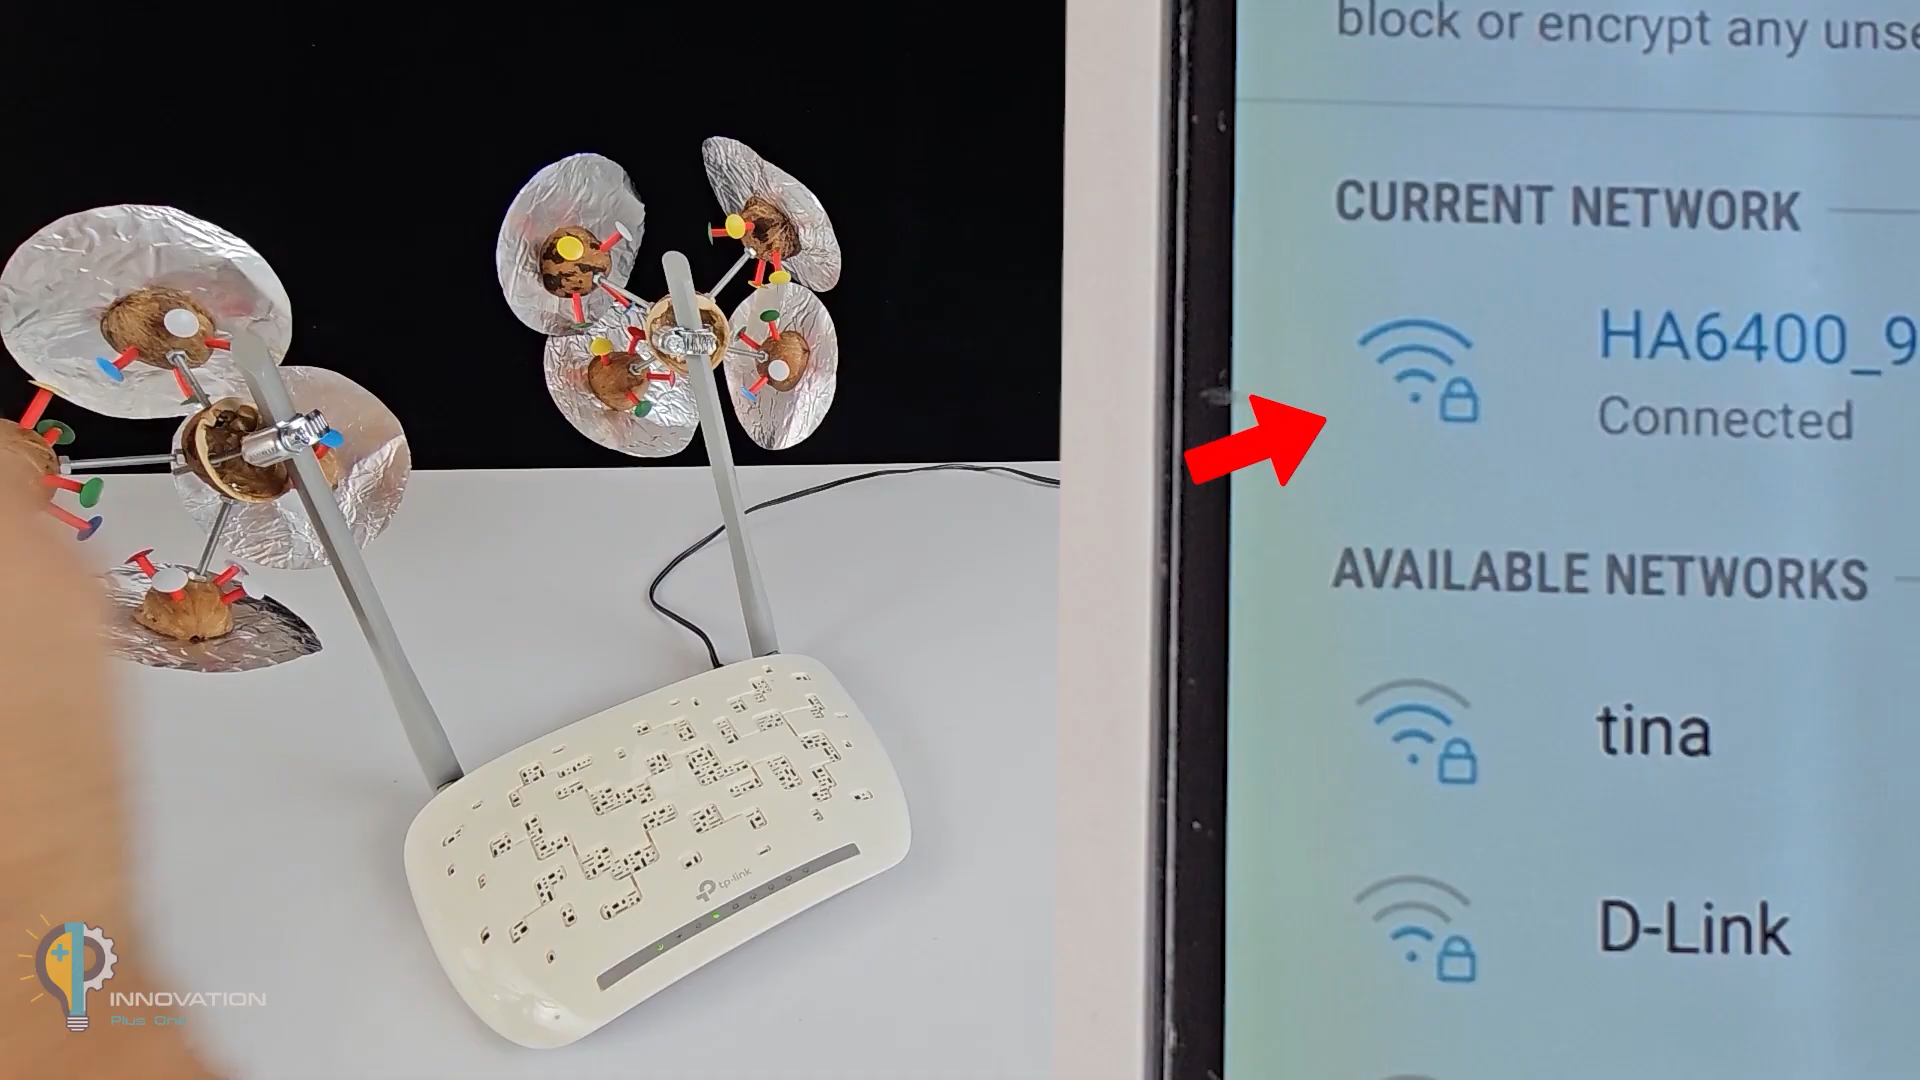 block or encrypt any unse
CURRENT NETWORK
HA6400_9
Connected
AVAILABLE NETWORKS
tina
D-Link
tp-link
INNOVATION
Plus One